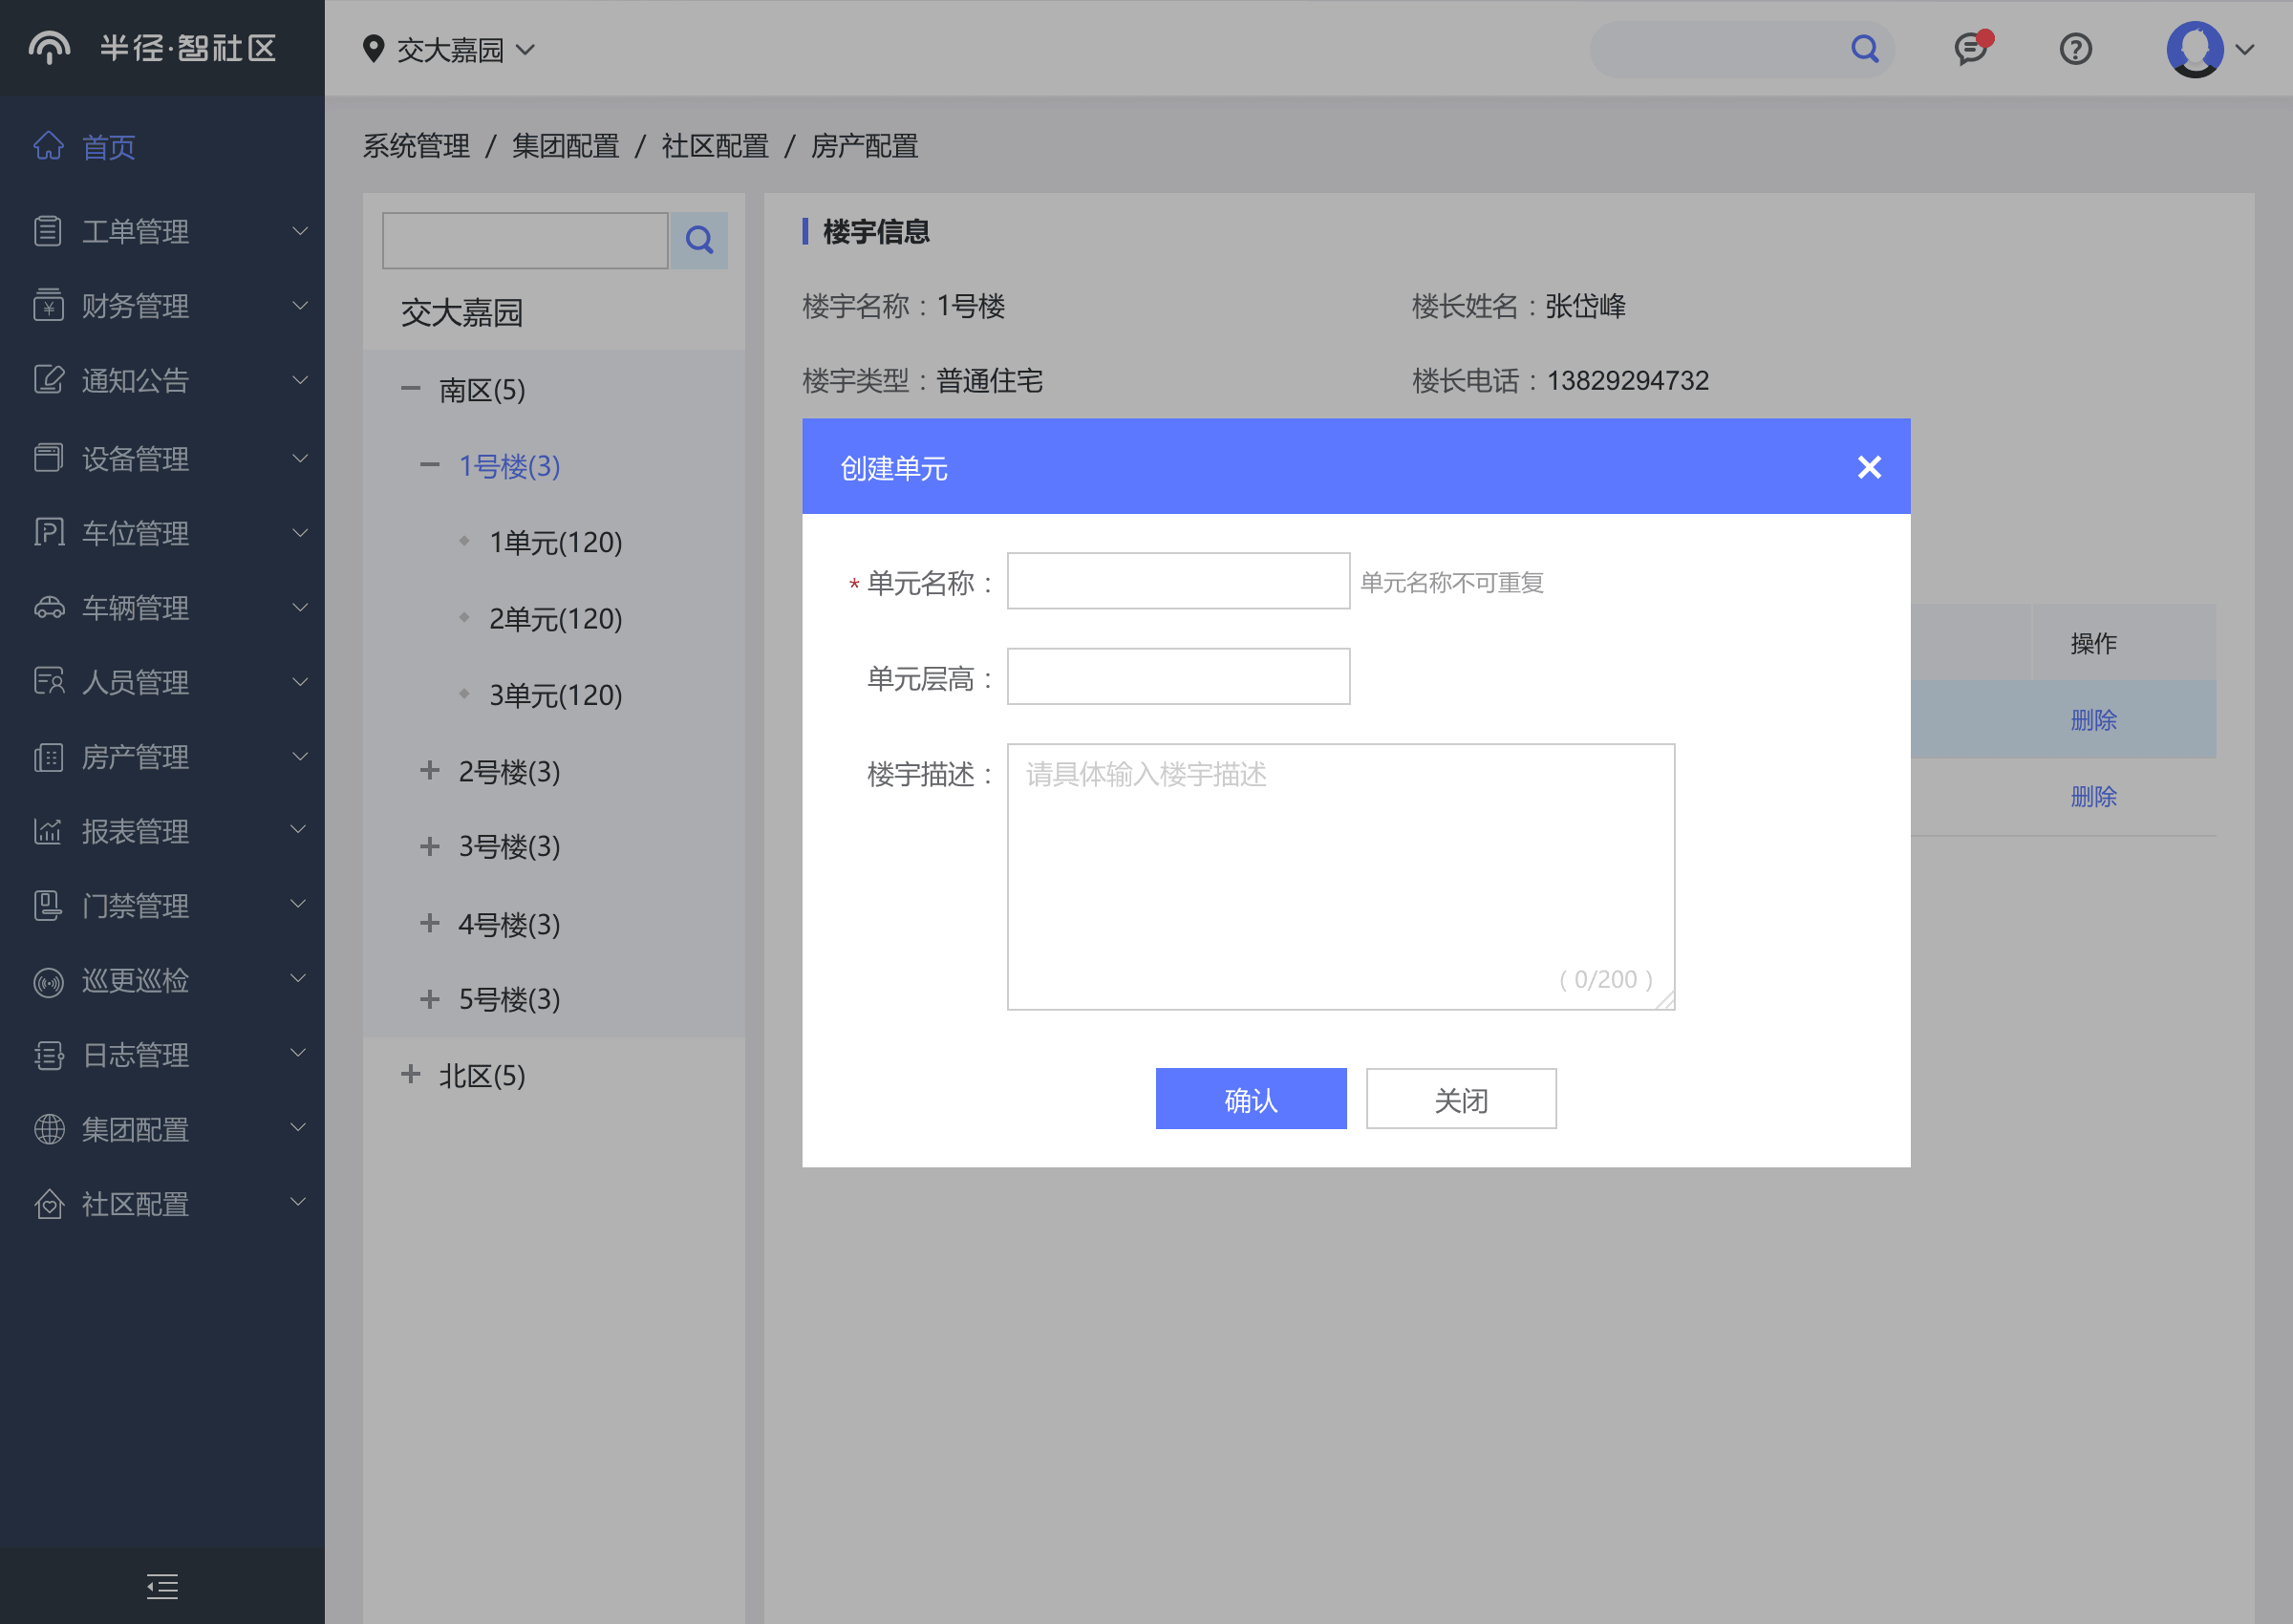 半径·智社区
交大嘉园
首页
工单管理
财务管理
通知公告
设备管理
车位管理
车辆管理
人员管理
房产管理
报表管理
门禁管理
巡更巡检
日志管理
集团配置
社区配置
系统管理 / 集团配置 / 社区配置 / 房产配置
交大嘉园
南区(5)
1号楼(3)
1单元(120)
2单元(120)
3单元(120)
2号楼(3)
3号楼(3)
4号楼(3)
5号楼(3)
北区(5)
楼宇信息
楼宇名称：1号楼 楼长姓名：张岱峰
楼宇类型：普通住宅 楼长电话：13829294732
创建单元
* 单元名称： 单元名称不可重复
单元层高：
楼宇描述： 请具体输入楼宇描述
( 0/200 )
确认 关闭
操作
删除
删除